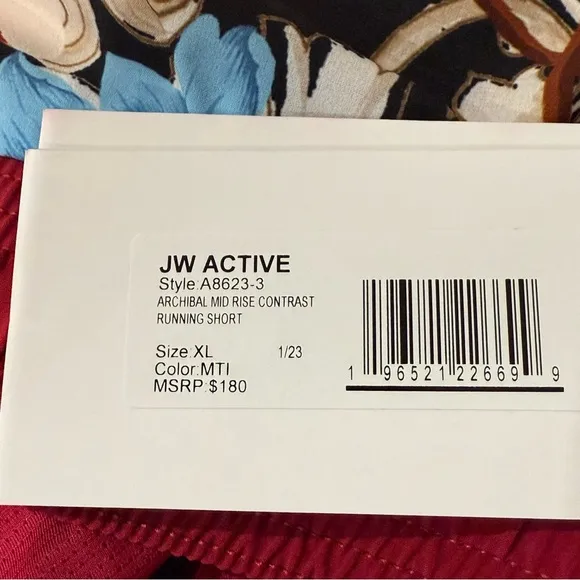 JW ACTIVE
Style:A8623-3
ARCHIBAL MID RISE CONTRAST
RUNNING SHORT
Size:XL 1/23
Color:MTI
MSRP:$180
1 96521 22669 9